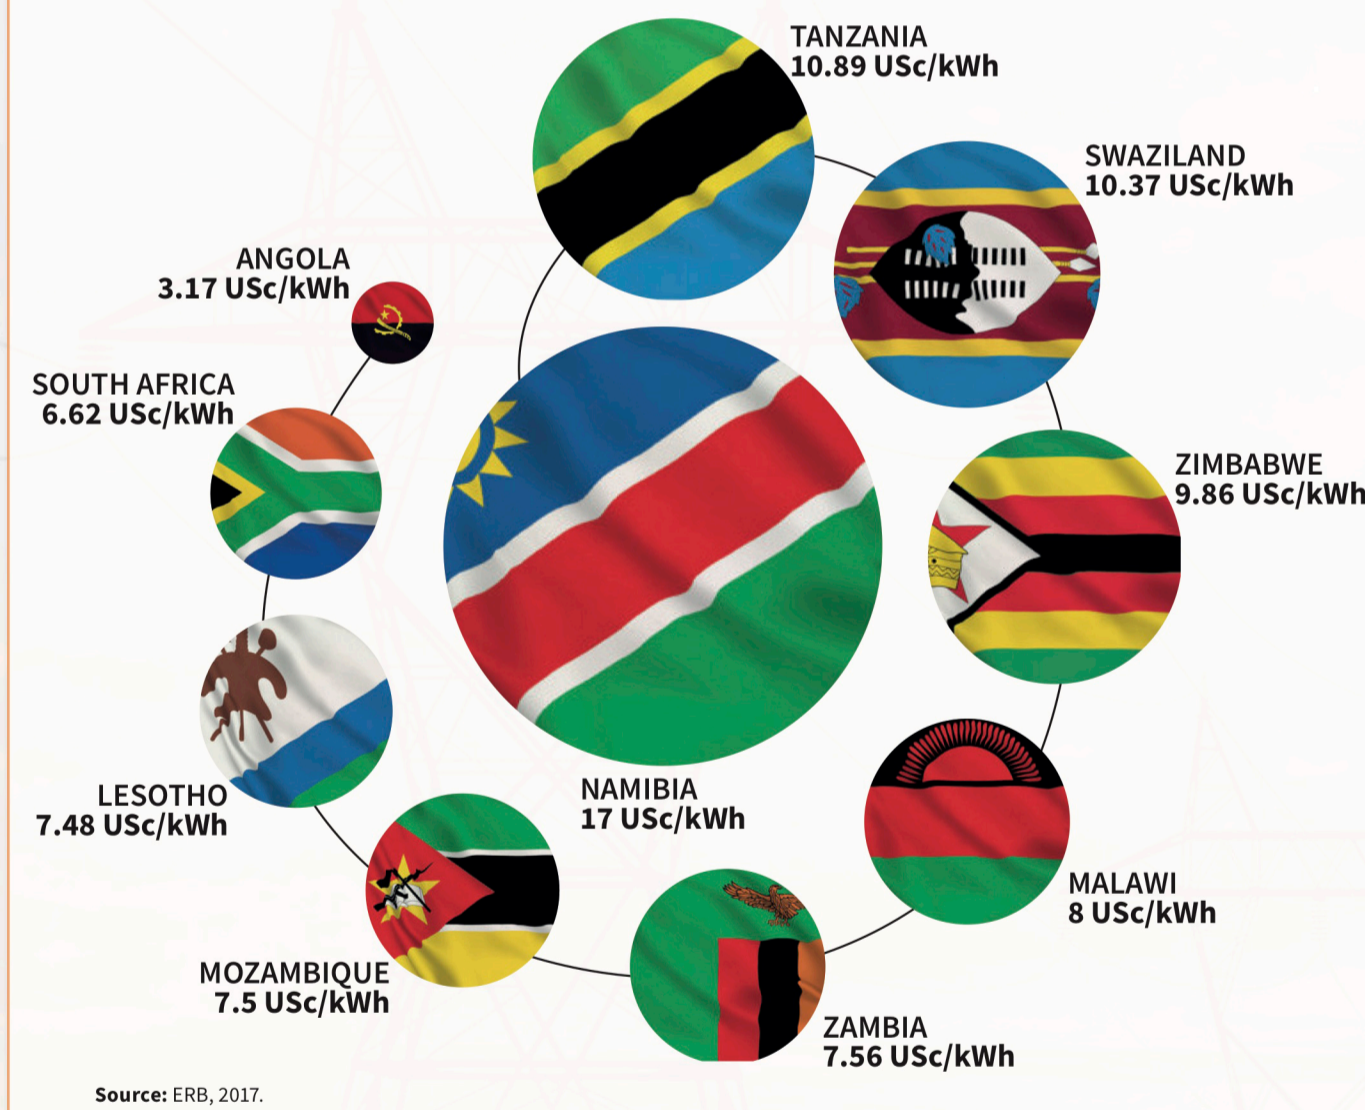 TANZANIA
10.89 USc/kWh
SWAZILAND
10.37 USc/kWh
ANGOLA
3.17 USc/kWh
SOUTH AFRICA
6.62 USc/kWh
ZIMBABWE
9.86 USc/kWh
NAMIBIA
17 USc/kWh
LESOTHO
7.48 USc/kWh
MALAWI
8 USc/kWh
MOZAMBIQUE
7.5 USc/kWh
ZAMBIA
7.56 USc/kWh
Source: ERB, 2017.